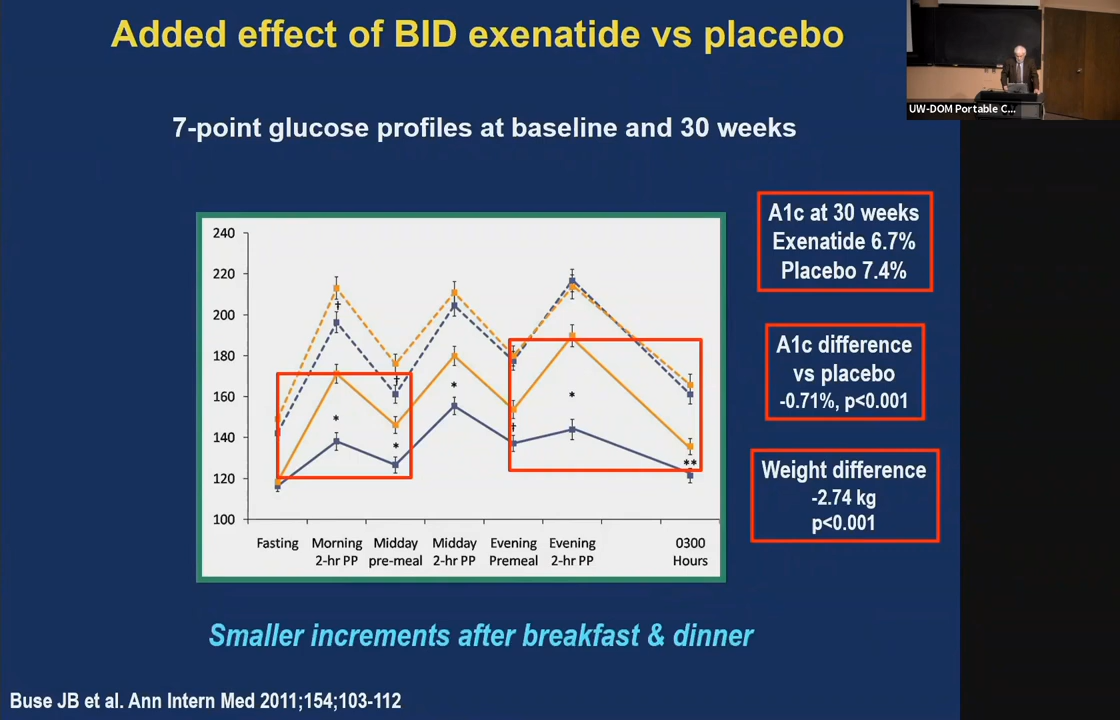 Added effect of BID exenatide vs placebo
UW-DOM Portable C...
7-point glucose profiles at baseline and 30 weeks
240
220
200
180
160
140
120
100
†
†
*
*
*
†
*
**
Fasting
Morning
2-hr PP
Midday
pre-meal
Midday
2-hr PP
Evening
Premeal
Evening
2-hr PP
0300
Hours
A1c at 30 weeks
Exenatide 6.7%
Placebo 7.4%
A1c difference
vs placebo
-0.71%, p<0.001
Weight difference
-2.74 kg
p<0.001
Smaller increments after breakfast & dinner
Buse JB et al. Ann Intern Med 2011;154;103-112